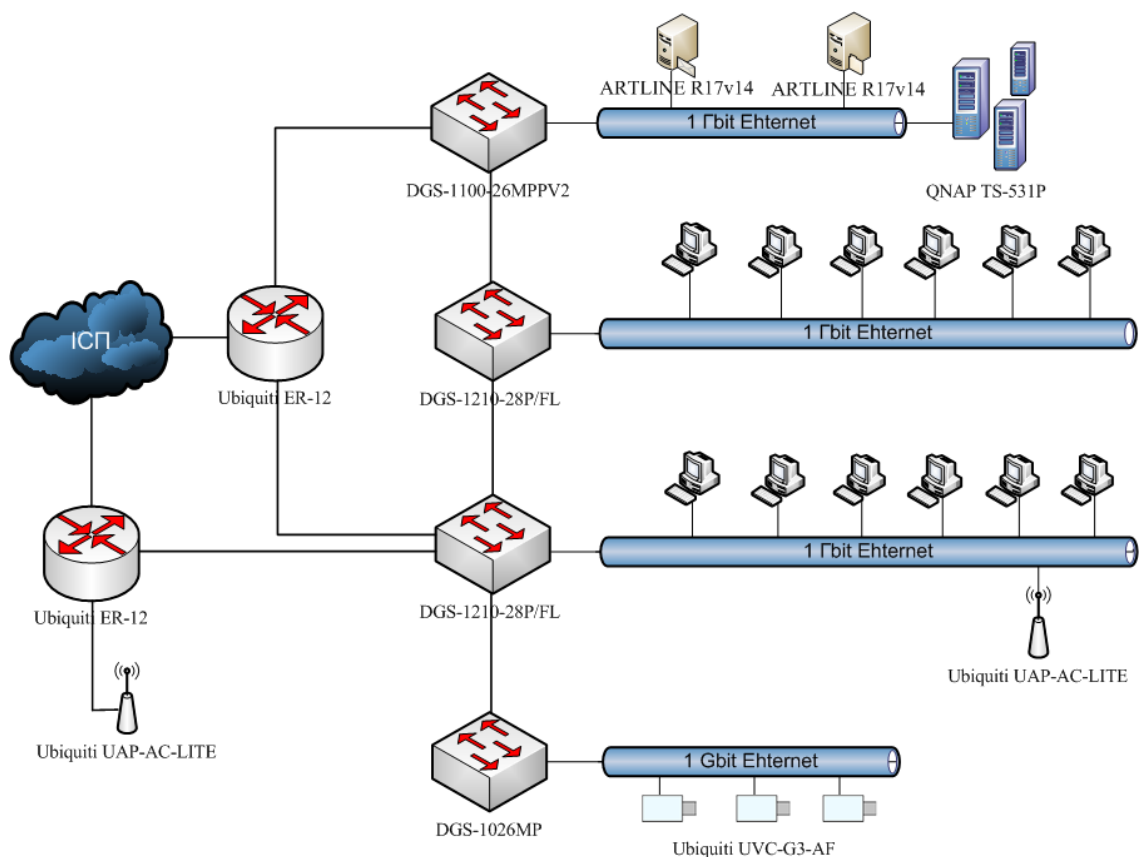 ARTLINE R17v14
ARTLINE R17v14
1 Гbit Ehternet
DGS-1100-26MPPV2
QNAP TS-531P
ІСП
1 Гbit Ehternet
Ubiquiti ER-12
DGS-1210-28P/FL
1 Гbit Ehternet
Ubiquiti ER-12
DGS-1210-28P/FL
Ubiquiti UAP-AC-LITE
Ubiquiti UAP-AC-LITE
1 Gbit Ehternet
DGS-1026MP
Ubiquiti UVC-G3-AF